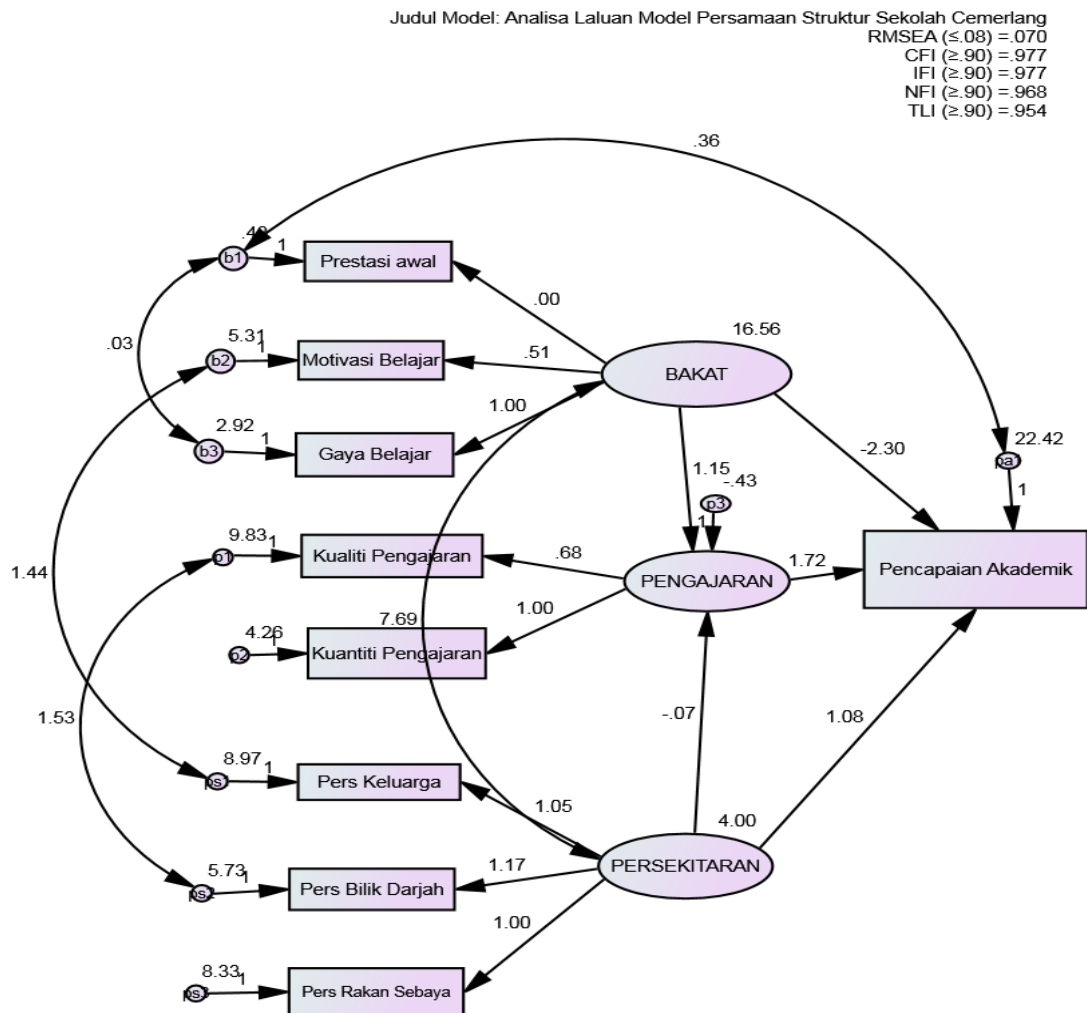 Judul Model: Analisa Laluan Model Persamaan Struktur Sekolah Cemerlang
RMSEA (≤.08) =.070
CFI (≥.90) =.977
IFI (≥.90) =.977
NFI (≥.90) =.968
TLI (≥.90) =.954
.36
b1
1
Prestasi awal
.00
16.56
.03
5.31
b2
1
Motivasi Belajar
.51
BAKAT
2.92
b3
1
Gaya Belajar
1.00
-2.30
22.42
pa1
1
1.15
-.43
p3
1
9.83
p1
1
Kualiti Pengajaran
.68
PENGAJARAN
1.72
Pencapaian Akademik
1.44
1.00
7.69
4.26
p2
1
Kuantiti Pengajaran
1.53
-.07
1.08
8.97
ps1
1
Pers Keluarga
1.05
4.00
PERSEKITARAN
5.73
ps2
1
Pers Bilik Darjah
1.17
1.00
8.33
ps3
1
Pers Rakan Sebaya